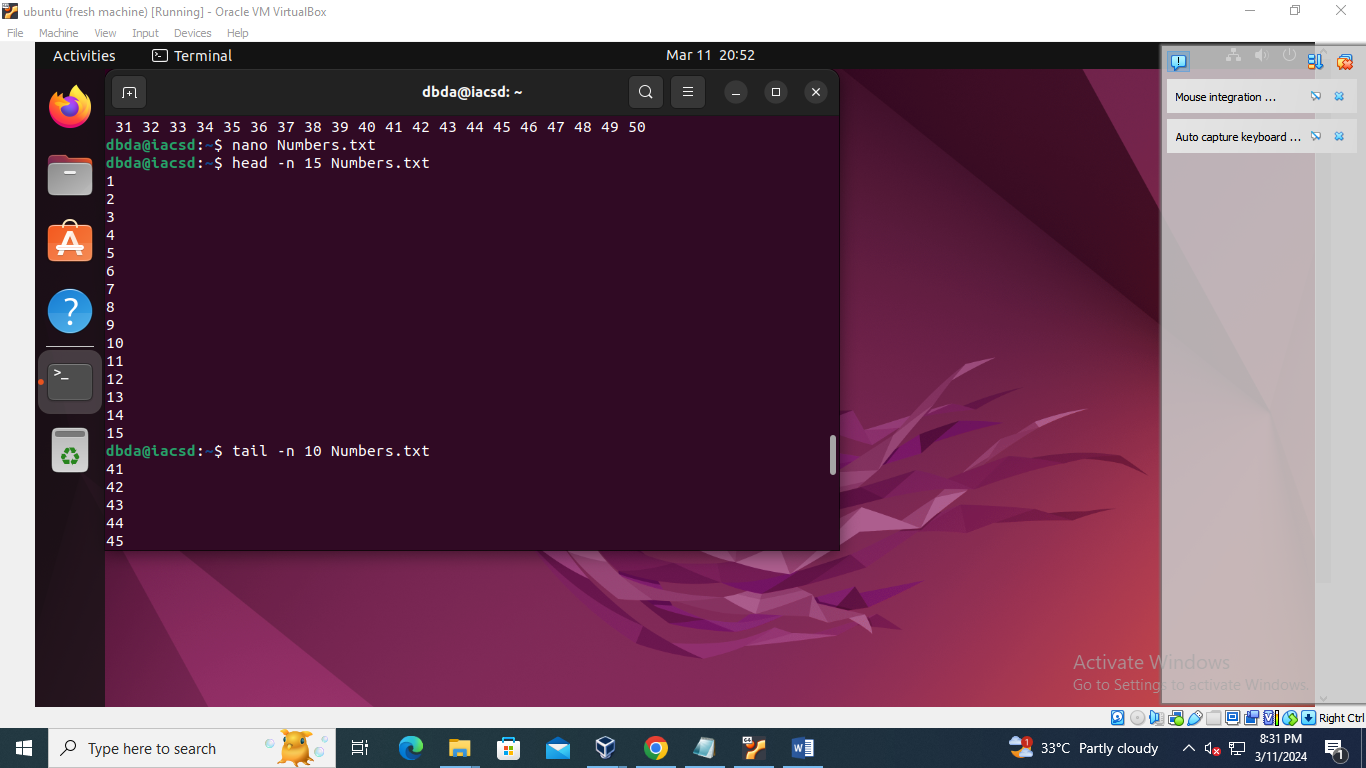 ubuntu (fresh machine) [Running] - Oracle VM VirtualBox
File Machine View Input Devices Help
Activities Terminal Mar 11 20:52
dbda@iacsd: ~
31 32 33 34 35 36 37 38 39 40 41 42 43 44 45 46 47 48 49 50
dbda@iacsd:~$ nano Numbers.txt
dbda@iacsd:~$ head -n 15 Numbers.txt
1
2
3
4
5
6
7
8
9
10
11
12
13
14
15
dbda@iacsd:~$ tail -n 10 Numbers.txt
41
42
43
44
45
Mouse integration ...
Auto capture keyboard ...
Activate Windows
Go to Settings to activate Windows.
Right Ctrl
Type here to search
1
33°C Partly cloudy
8:31 PM
3/11/2024
1